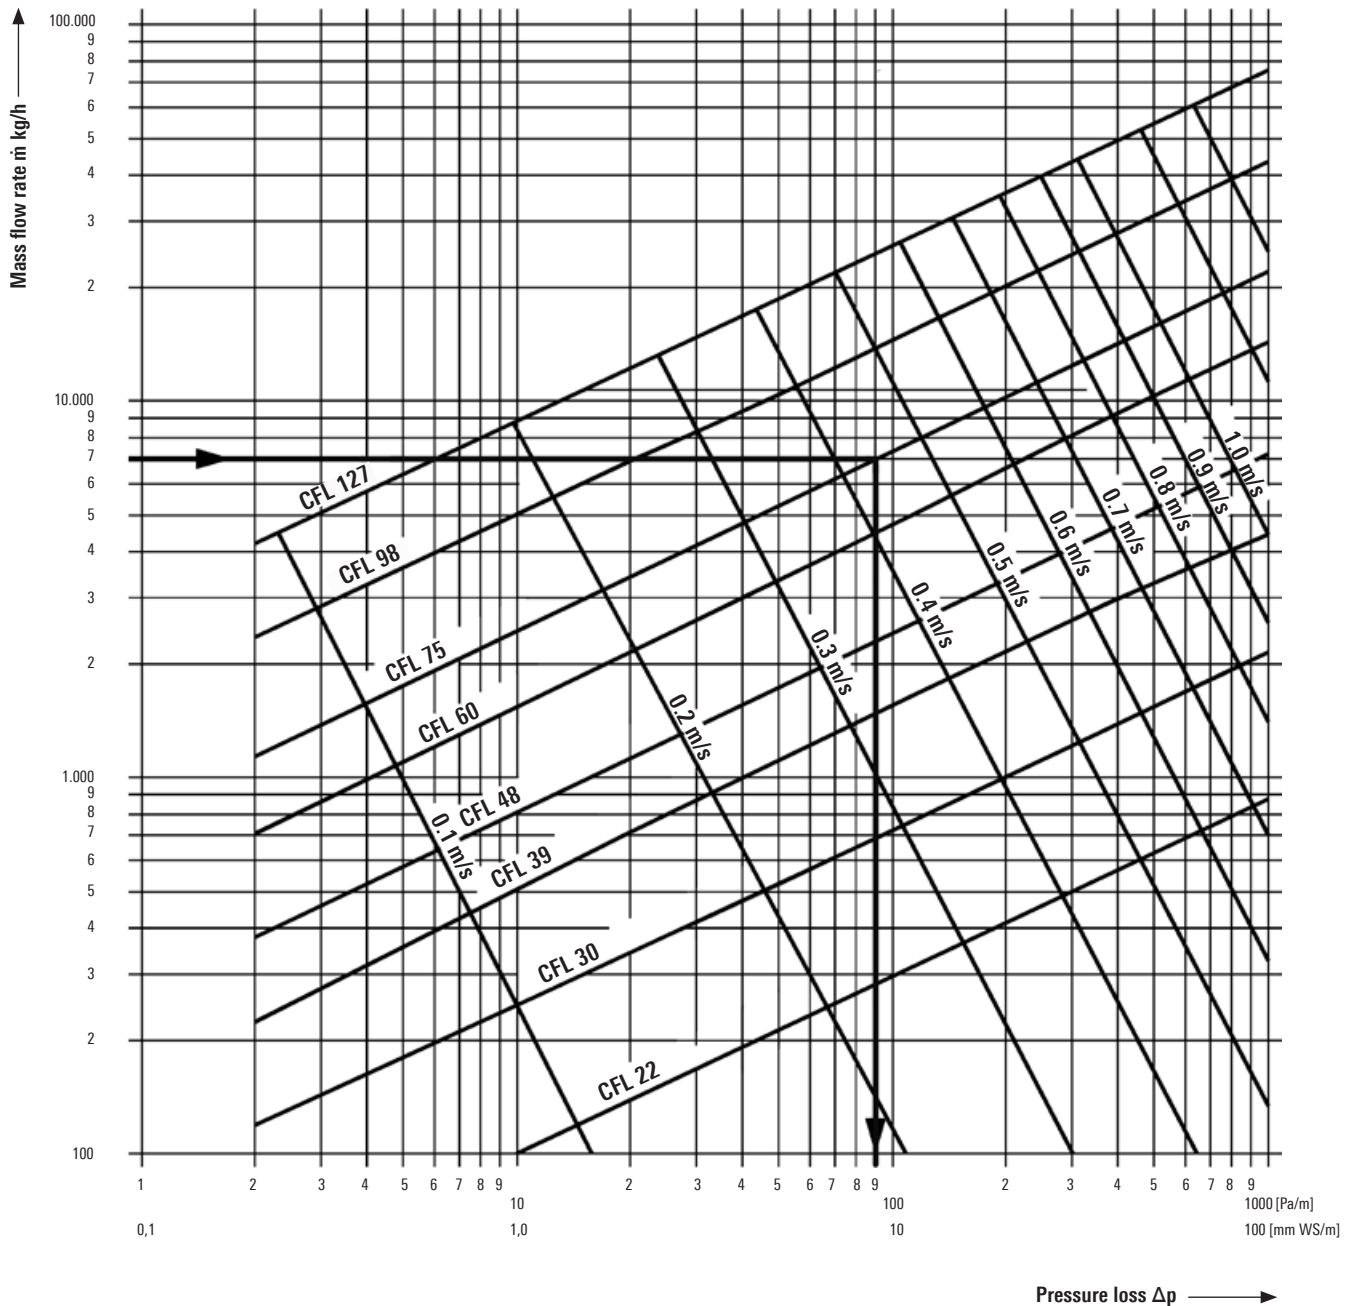 Mass flow rate ṁ kg/h
100.000
9
8
7
6
5
4
3
2
10.000
9
8
7
6
5
4
3
2
1.000
9
8
7
6
5
4
3
2
100
CFL 127
CFL 98
CFL 75
CFL 60
CFL 48
CFL 39
CFL 30
CFL 22
0.1 m/s
0.2 m/s
0.3 m/s
0.4 m/s
0.5 m/s
0.6 m/s
0.7 m/s
0.8 m/s
0.9 m/s
1.0 m/s
1 2 3 4 5 6 7 8 9 2 3 4 5 6 7 8 9 2 3 4 5 6 7 8 9
10 100 1000 [Pa/m]
0,1 1,0 10 100 [mm WS/m]
Pressure loss Δp